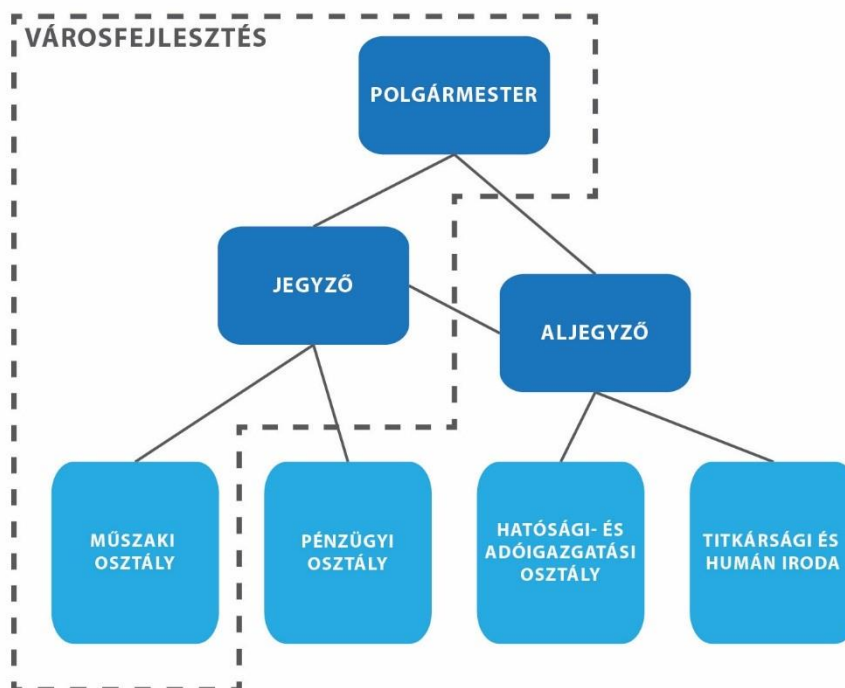 VÁROSFEJLESZTÉS
POLGÁRMESTER
JEGYZŐ
ALJEGYZŐ
MŰSZAKI
OSZTÁLY
PÉNZÜGYI
OSZTÁLY
HATÓSÁGI- ÉS
ADÓIGAZGATÁSI
OSZTÁLY
TITKÁRSÁGI ÉS
HUMÁN IRODA